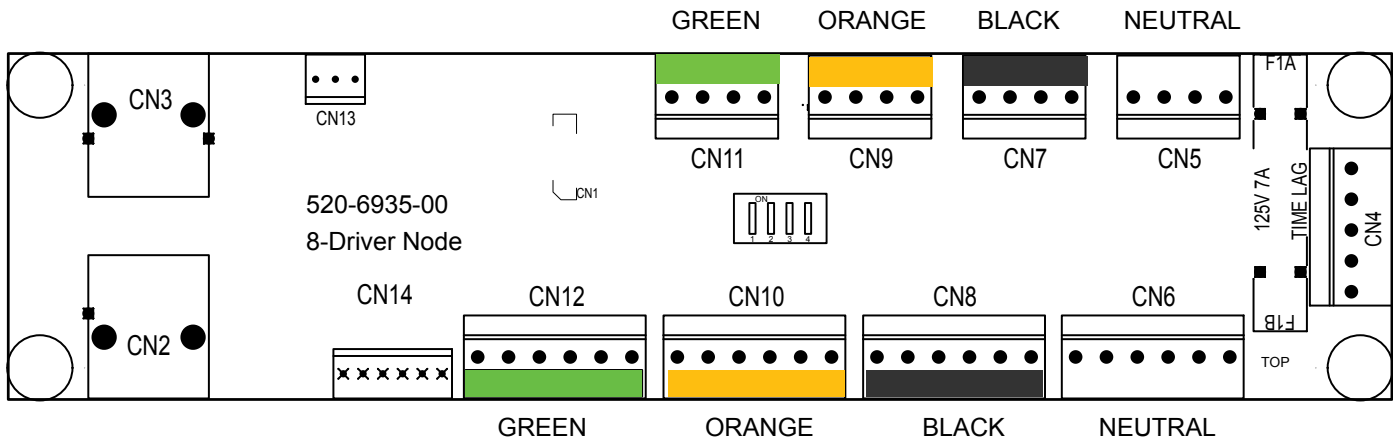 GREEN ORANGE BLACK NEUTRAL
F1A
CN3
CN13
CN11 CN9 CN7 CN5
CN1
125V 7A
TIME LAG
CN4
520-6935-00
8-Driver Node
ON
1 2 3 4
CN14 CN12 CN10 CN8 CN6
F1B
CN2
TOP
GREEN ORANGE BLACK NEUTRAL